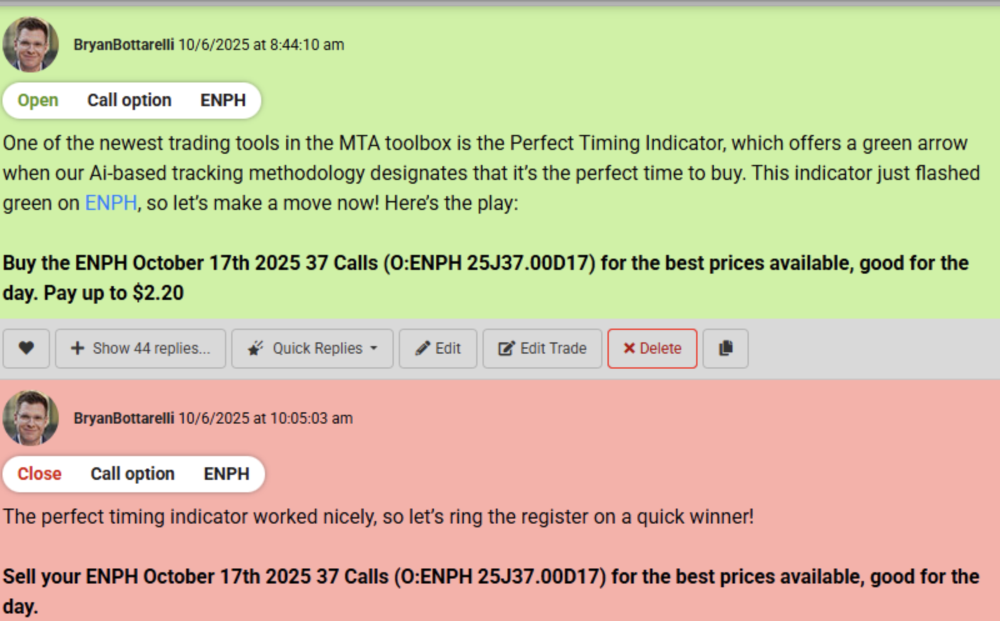 BryanBottarelli 10/6/2025 at 8:44:10 am
Open Call option ENPH
One of the newest trading tools in the MTA toolbox is the Perfect Timing Indicator, which offers a green arrow
when our Ai-based tracking methodology designates that it’s the perfect time to buy. This indicator just flashed
green on ENPH, so let’s make a move now! Here’s the play:
Buy the ENPH October 17th 2025 37 Calls (O:ENPH 25J37.00D17) for the best prices available, good for the
day. Pay up to $2.20
Show 44 replies... Quick Replies Edit Edit Trade Delete
BryanBottarelli 10/6/2025 at 10:05:03 am
Close Call option ENPH
The perfect timing indicator worked nicely, so let’s ring the register on a quick winner!
Sell your ENPH October 17th 2025 37 Calls (O:ENPH 25J37.00D17) for the best prices available, good for the
day.